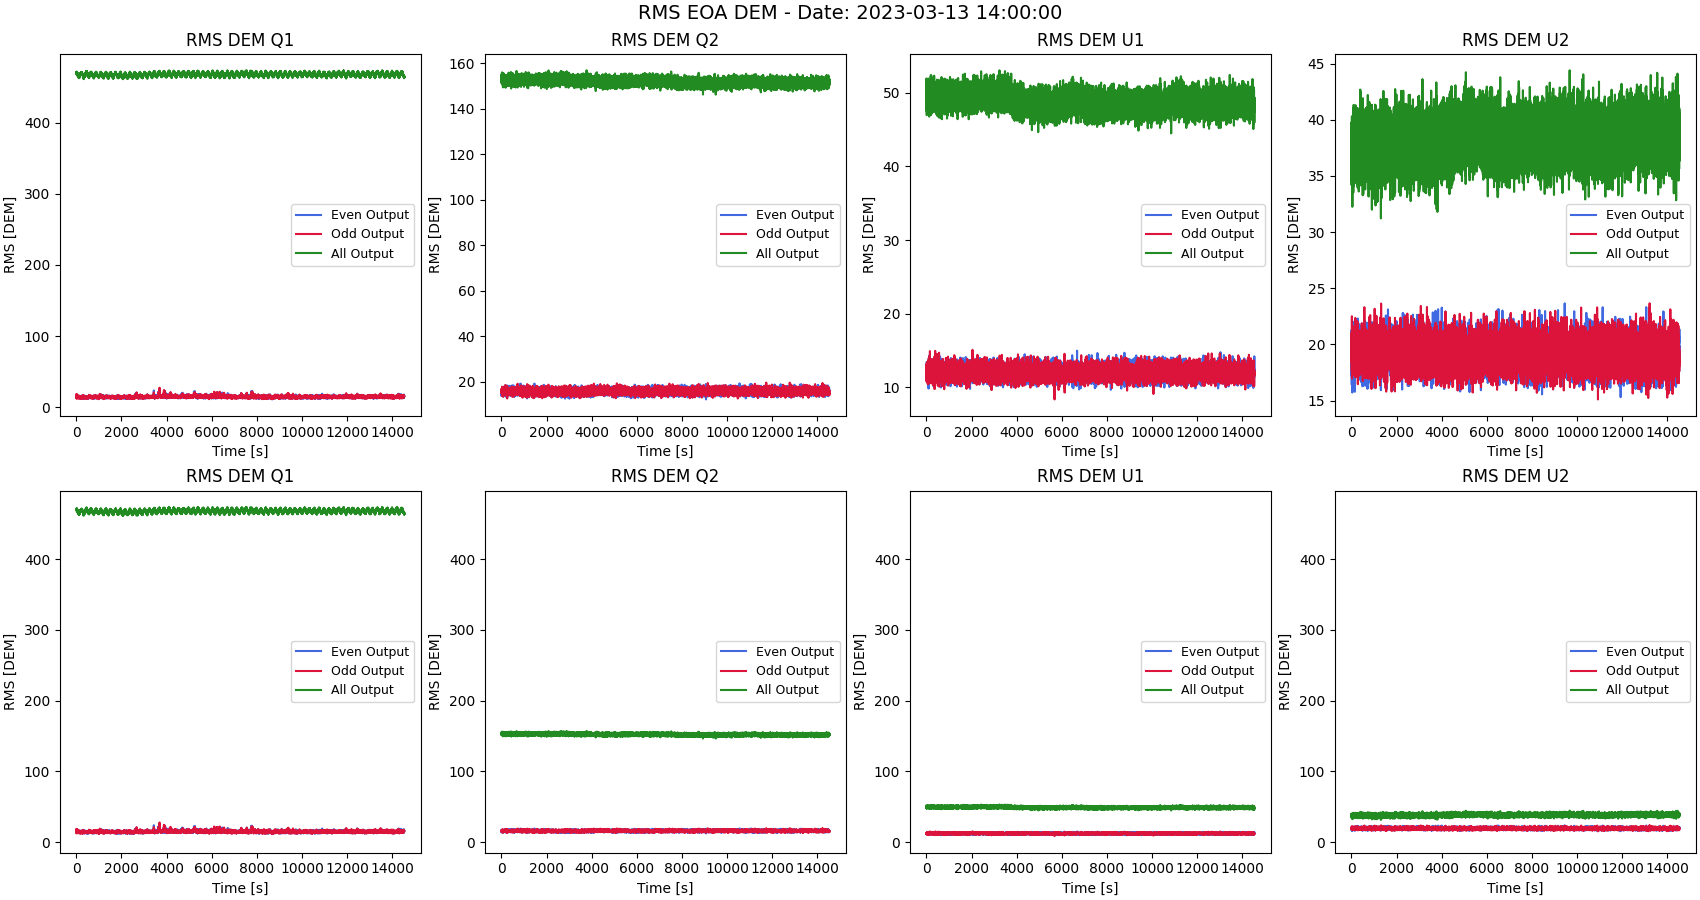 RMS EOA DEM - Date: 2023-03-13 14:00:00
RMS DEM Q1
RMS [DEM]
400
300
200
100
0
Even Output
Odd Output
All Output
0 2000 4000 6000 8000 10000 12000 14000
Time [s]
RMS DEM Q2
RMS [DEM]
160
140
120
100
80
60
40
20
Even Output
Odd Output
All Output
0 2000 4000 6000 8000 10000 12000 14000
Time [s]
RMS DEM U1
RMS [DEM]
50
40
30
20
10
Even Output
Odd Output
All Output
0 2000 4000 6000 8000 10000 12000 14000
Time [s]
RMS DEM U2
RMS [DEM]
45
40
35
30
25
20
15
Even Output
Odd Output
All Output
0 2000 4000 6000 8000 10000 12000 14000
Time [s]
RMS DEM Q1
RMS [DEM]
400
300
200
100
0
Even Output
Odd Output
All Output
0 2000 4000 6000 8000 10000 12000 14000
Time [s]
RMS DEM Q2
RMS [DEM]
400
300
200
100
0
Even Output
Odd Output
All Output
0 2000 4000 6000 8000 10000 12000 14000
Time [s]
RMS DEM U1
RMS [DEM]
400
300
200
100
0
Even Output
Odd Output
All Output
0 2000 4000 6000 8000 10000 12000 14000
Time [s]
RMS DEM U2
RMS [DEM]
400
300
200
100
0
Even Output
Odd Output
All Output
0 2000 4000 6000 8000 10000 12000 14000
Time [s]